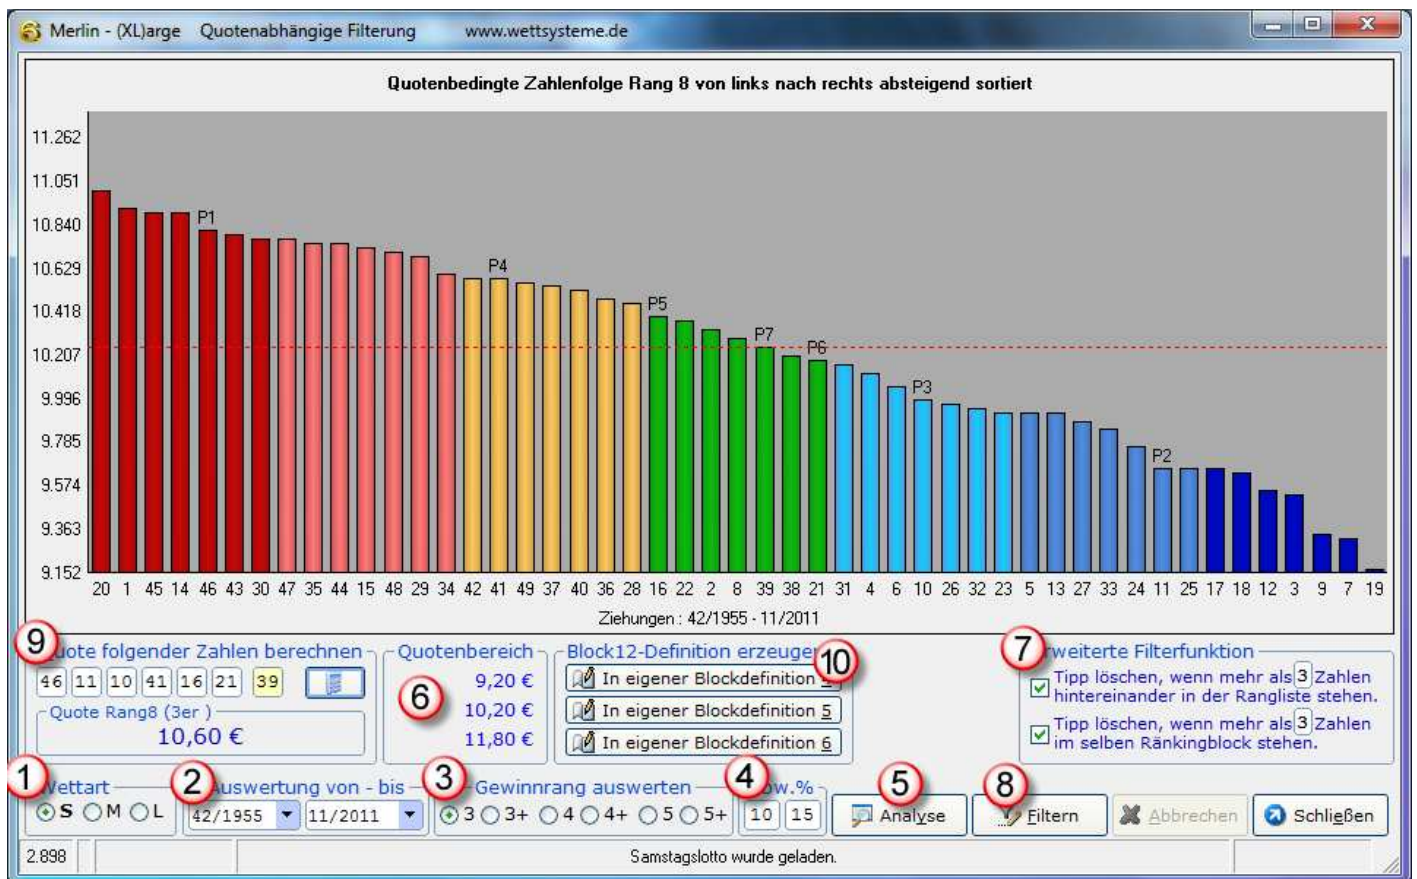 Merlin - (XL)arge Quotenabhängige Filterung www.wettsysteme.de
Quotenbedingte Zahlenfolge Rang 8 von links nach rechts absteigend sortiert
11.262
11.051
10.840
10.629
10.418
10.207
9.996
9.785
9.574
9.363
9.152
P1
P4
P5
P7
P6
P3
P2
20 1 45 14 46 43 30 47 35 44 15 48 29 34 42 41 49 37 40 36 28 16 22 2 8 39 38 21 31 4 6 10 26 32 23 5 13 27 33 24 11 25 17 18 12 3 9 7 19
Ziehungen : 42/1955 - 11/2011
9
Quote folgender Zahlen berechnen
46 11 10 41 16 21 39
Quote Rang8 (3er )
10,60 €
Quotenbereich
6
9,20 €
10,20 €
11,80 €
Block12-Definition erzeugen
10
In eigener Blockdefinition 4
In eigener Blockdefinition 5
In eigener Blockdefinition 6
7
Erweiterte Filterfunktion
Tipp löschen, wenn mehr als 3 Zahlen
hintereinander in der Rangliste stehen.
Tipp löschen, wenn mehr als 3 Zahlen
im selben Ränkingblock stehen.
1
Wettart
S M L
2
Auswertung von - bis
42/1955 11/2011
3
Gewinnrang auswerten
3 3+ 4 4+ 5 5+
4
10 15
5
Analyse
8
Filtern
Abbrechen
Schließen
2.898
Samstagslotto wurde geladen.